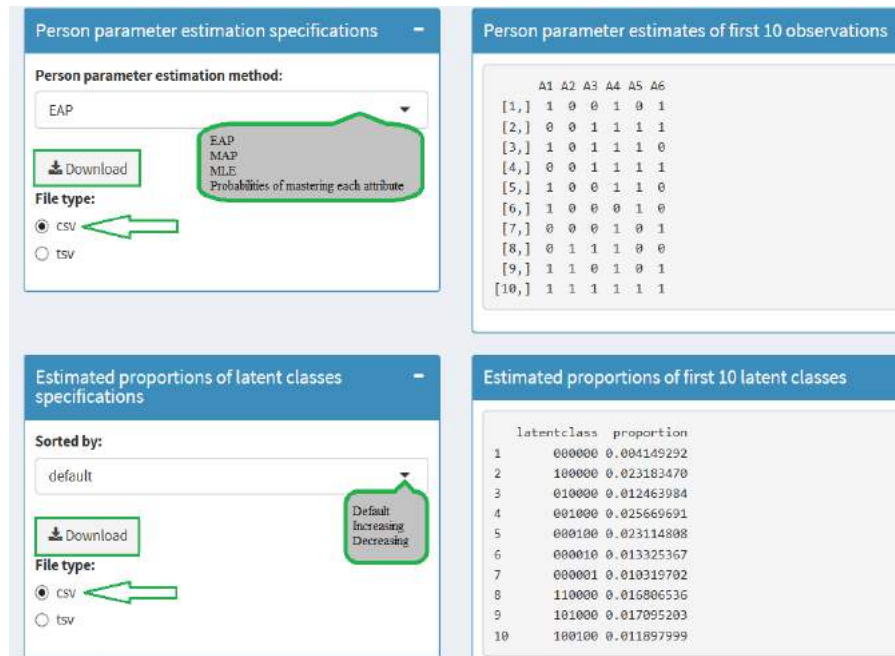 Person parameter estimation specifications
Person parameter estimation method:
EAP
EAP
MAP
MLE
Probabilities of mastering each attribute
Download
File type:
csv
tsv
Person parameter estimates of first 10 observations
A1 A2 A3 A4 A5 A6
[1,] 1 0 0 1 0 1
[2,] 0 0 1 1 1 1
[3,] 1 0 1 1 1 0
[4,] 0 0 1 1 1 1
[5,] 1 0 0 1 1 0
[6,] 1 0 0 0 1 0
[7,] 0 0 0 1 0 1
[8,] 0 1 1 1 0 0
[9,] 1 1 0 1 0 1
[10,] 1 1 1 1 1 1
Estimated proportions of latent classes
specifications
Sorted by:
default
Default
Increasing
Decreasing
Download
File type:
csv
tsv
Estimated proportions of first 10 latent classes
latentclass proportion
1 000000 0.004149292
2 100000 0.023183470
3 010000 0.012463984
4 001000 0.025669691
5 000100 0.023114808
6 000010 0.013325367
7 000001 0.010319702
8 110000 0.016806536
9 101000 0.017095203
10 100100 0.011897999